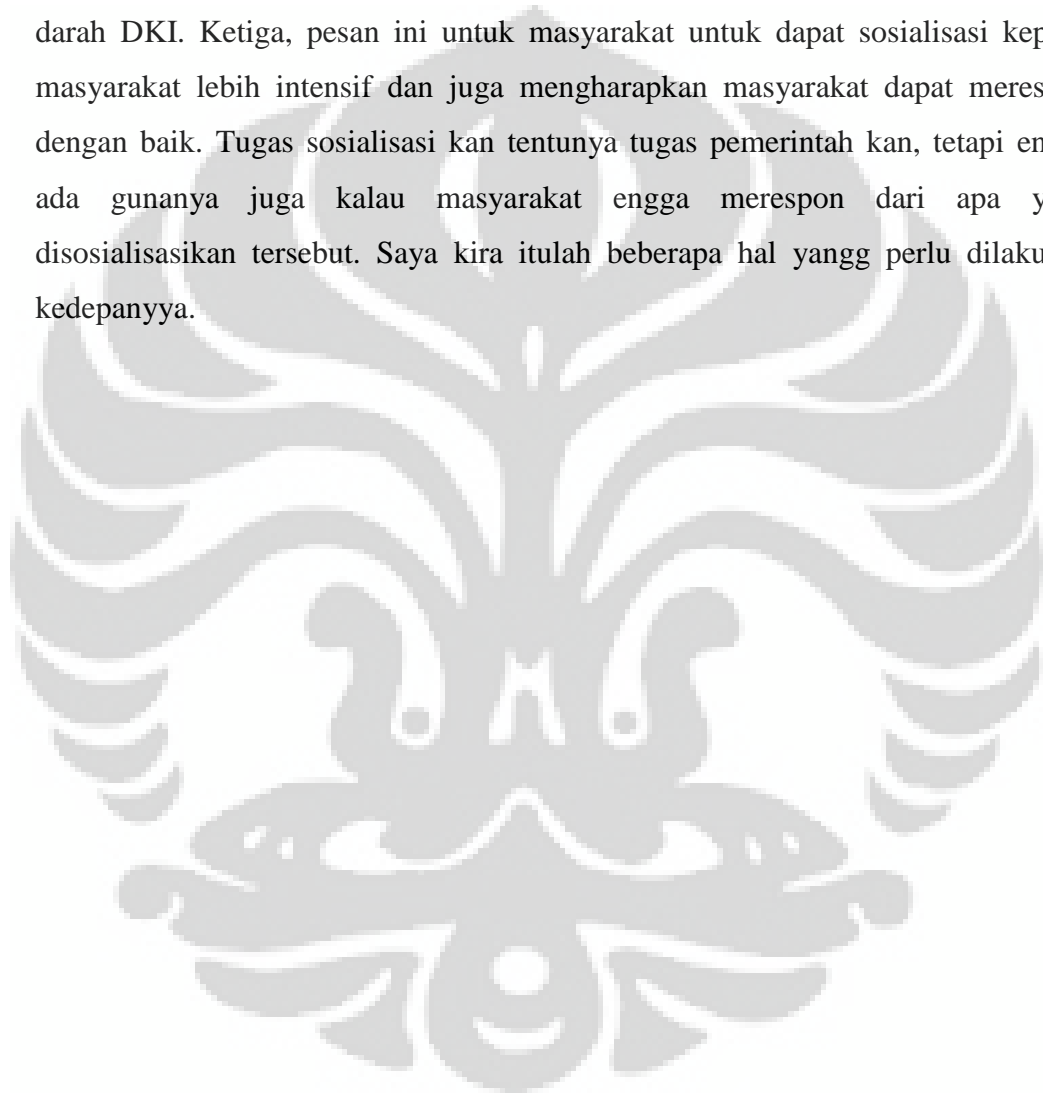 darah DKI. Ketiga, pesan ini untuk masyarakat untuk dapat sosialisasi kep
masyarakat lebih intensif dan juga mengharapkan masyarakat dapat meres
dengan baik. Tugas sosialisasi kan tentunya tugas pemerintah kan, tetapi en
ada gunanya juga kalau masyarakat engga merespon dari apa y
disosialisasikan tersebut. Saya kira itulah beberapa hal yangg perlu dilaku
kedepanyya.